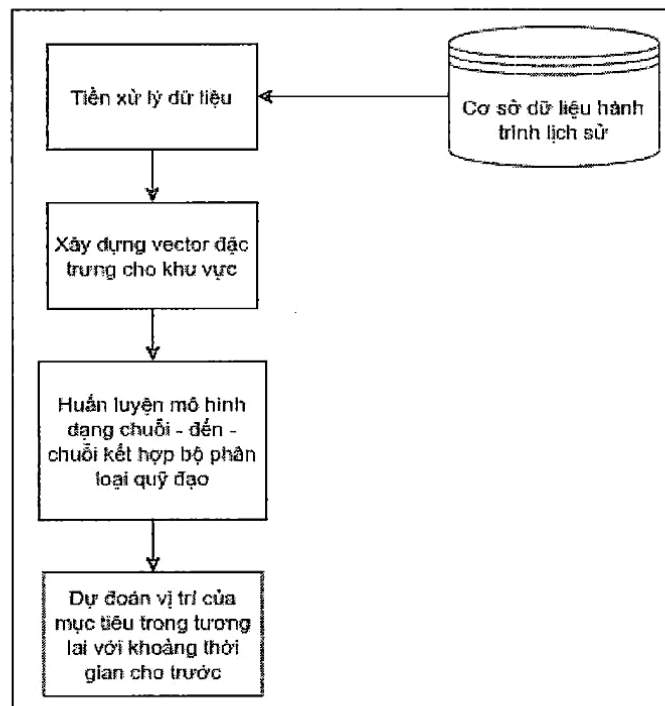 Tiền xử lý dữ liệu
Cơ sở dữ liệu hành
trình lịch sử
Xây dựng vector đặc
trưng cho khu vực
Huấn luyện mô hình
dạng chuỗi - đến -
chuỗi kết hợp bộ phân
loại quỹ đạo
Dự đoán vị trí của
mục tiêu trong tương
lai với khoảng thời
gian cho trước